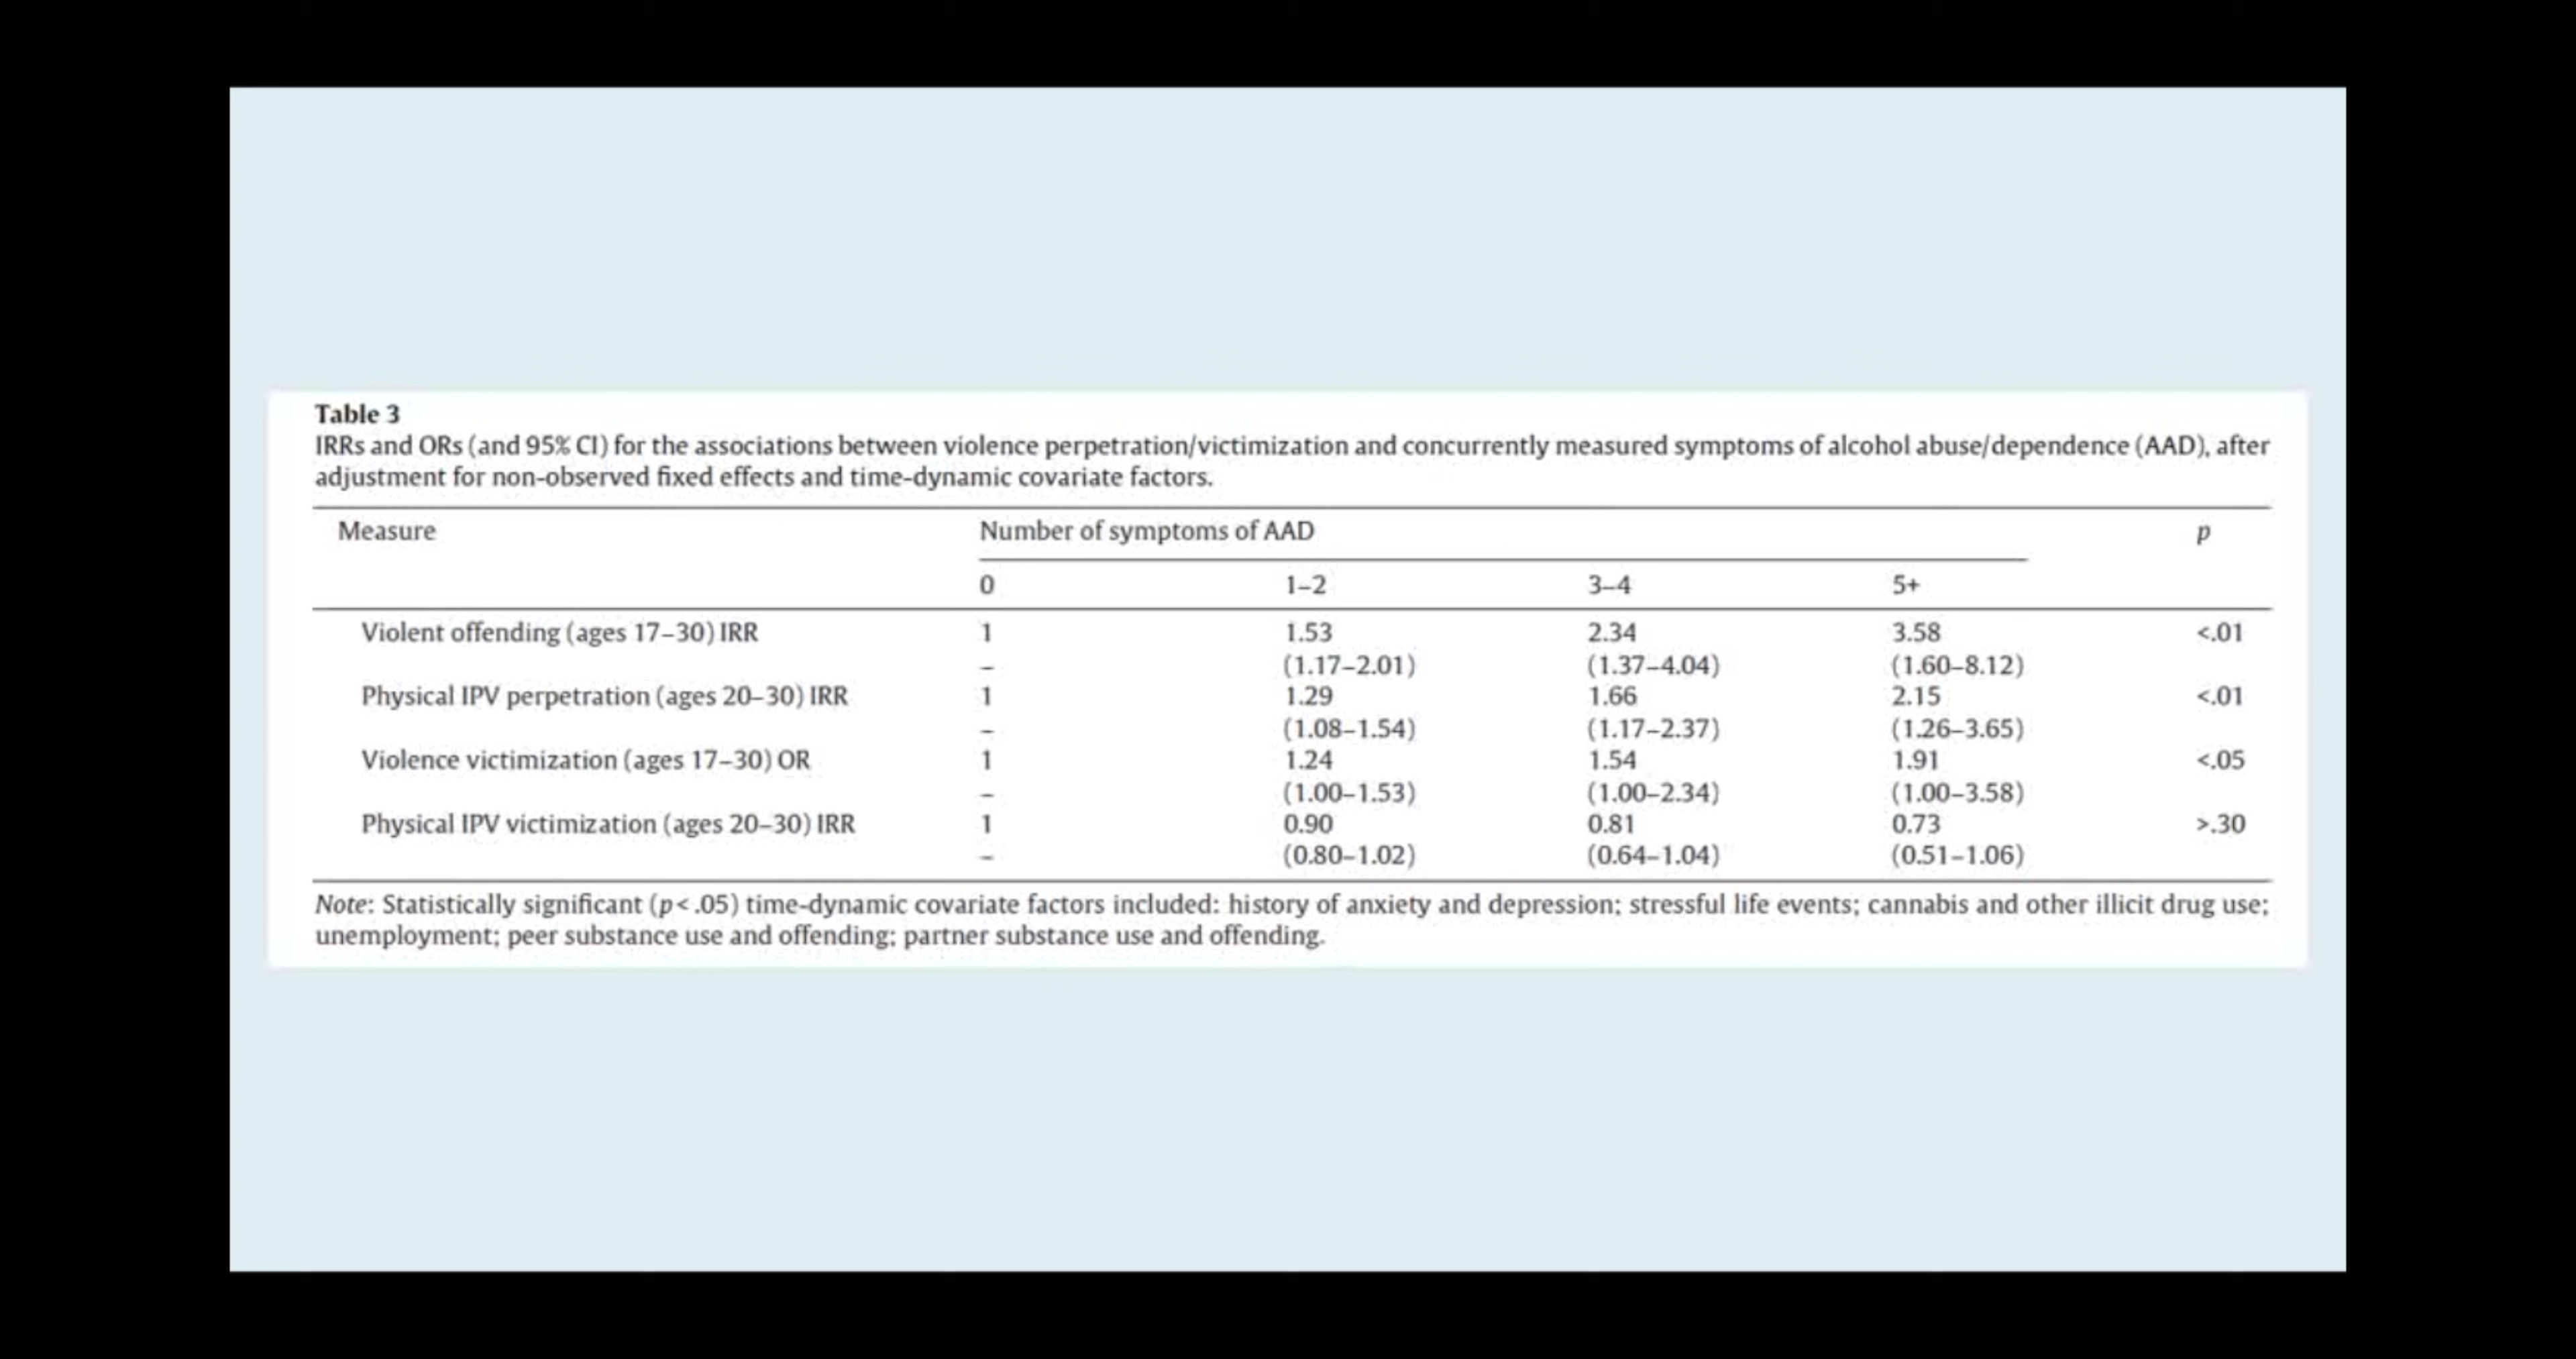 Table 3
IRRs and ORs (and 95% CI) for the associations between violence perpetration/victimization and concurrently measured symptoms of alcohol abuse/dependence (AAD), after
adjustment for non-observed fixed effects and time-dynamic covariate factors.
Measure Number of symptoms of AAD p
0 1–2 3–4 5+
Violent offending (ages 17–30) IRR 1 1.53 2.34 3.58 <.01
– (1.17–2.01) (1.37–4.04) (1.60–8.12)
Physical IPV perpetration (ages 20–30) IRR 1 1.29 1.66 2.15 <.01
– (1.08–1.54) (1.17–2.37) (1.26–3.65)
Violence victimization (ages 17–30) OR 1 1.24 1.54 1.91 <.05
– (1.00–1.53) (1.00–2.34) (1.00–3.58)
Physical IPV victimization (ages 20–30) IRR 1 0.90 0.81 0.73 >.30
– (0.80–1.02) (0.64–1.04) (0.51–1.06)
Note: Statistically significant (p< .05) time-dynamic covariate factors included: history of anxiety and depression; stressful life events; cannabis and other illicit drug use;
unemployment; peer substance use and offending; partner substance use and offending.